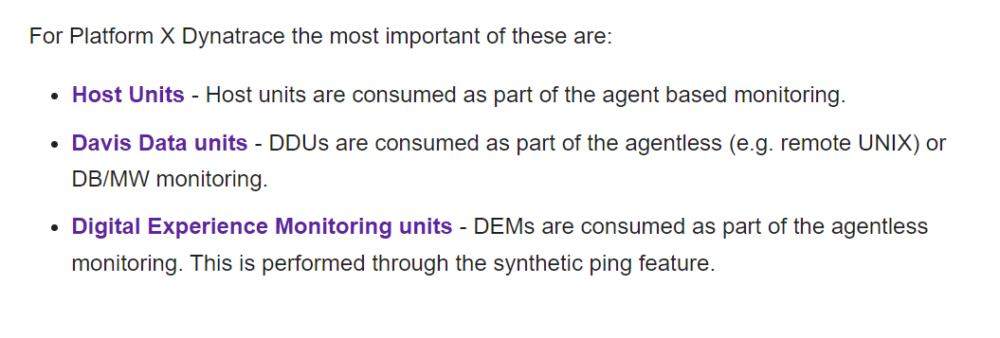 For Platform X Dynatrace the most important of these are:
• Host Units - Host units are consumed as part of the agent based monitoring.
• Davis Data units - DDUs are consumed as part of the agentless (e.g. remote UNIX) or
DB/MW monitoring.
• Digital Experience Monitoring units - DEMs are consumed as part of the agentless
monitoring. This is performed through the synthetic ping feature.